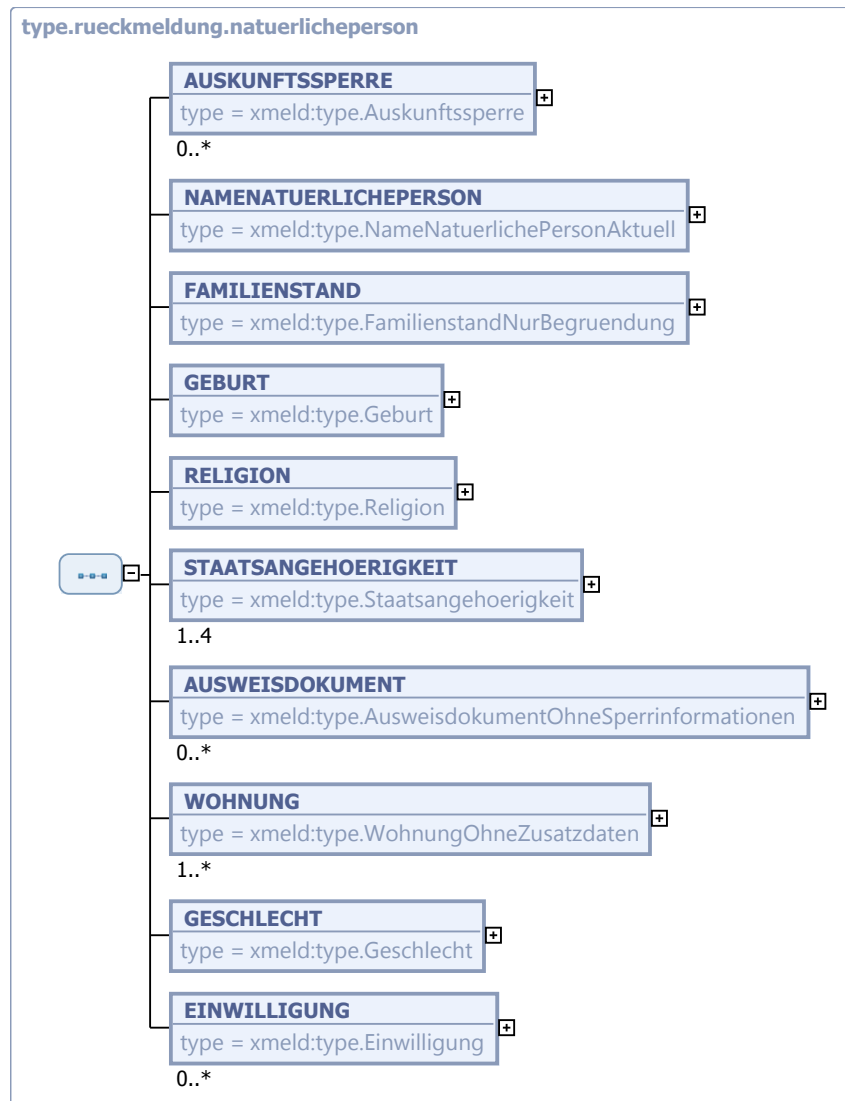 type.rueckmeldung.natuerlicheperson
AUSKUNFTSSPERRE
type = xmeld:type.Auskunftssperre
0..*
NAMENATUERLICHEPERSON
type = xmeld:type.NameNatuerlichePersonAktuell
FAMILIENSTAND
type = xmeld:type.FamilienstandNurBegruendung
GEBURT
type = xmeld:type.Geburt
RELIGION
type = xmeld:type.Religion
STAATSANGEHOERIGKEIT
type = xmeld:type.Staatsangehoerigkeit
1..4
AUSWEISDOKUMENT
type = xmeld:type.AusweisdokumentOhneSperrinformationen
0..*
WOHNUNG
type = xmeld:type.WohnungOhneZusatzdaten
1..*
GESCHLECHT
type = xmeld:type.Geschlecht
EINWILLIGUNG
type = xmeld:type.Einwilligung
0..*